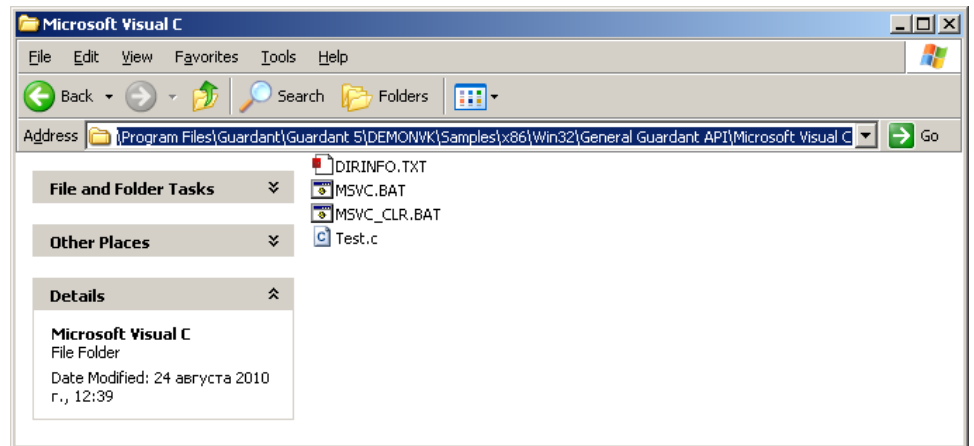 Microsoft Visual C
File Edit View Favorites Tools Help
Back Search Folders
Address \Program Files\Guardant\Guardant 5\DEMONVK\Samples\x86\Win32\General Guardant API\Microsoft Visual C Go
File and Folder Tasks
Other Places
Details
Microsoft Visual C
File Folder
Date Modified: 24 августа 2010
г., 12:39
DIRINFO.TXT
MSVC.BAT
MSVC_CLR.BAT
Test.c